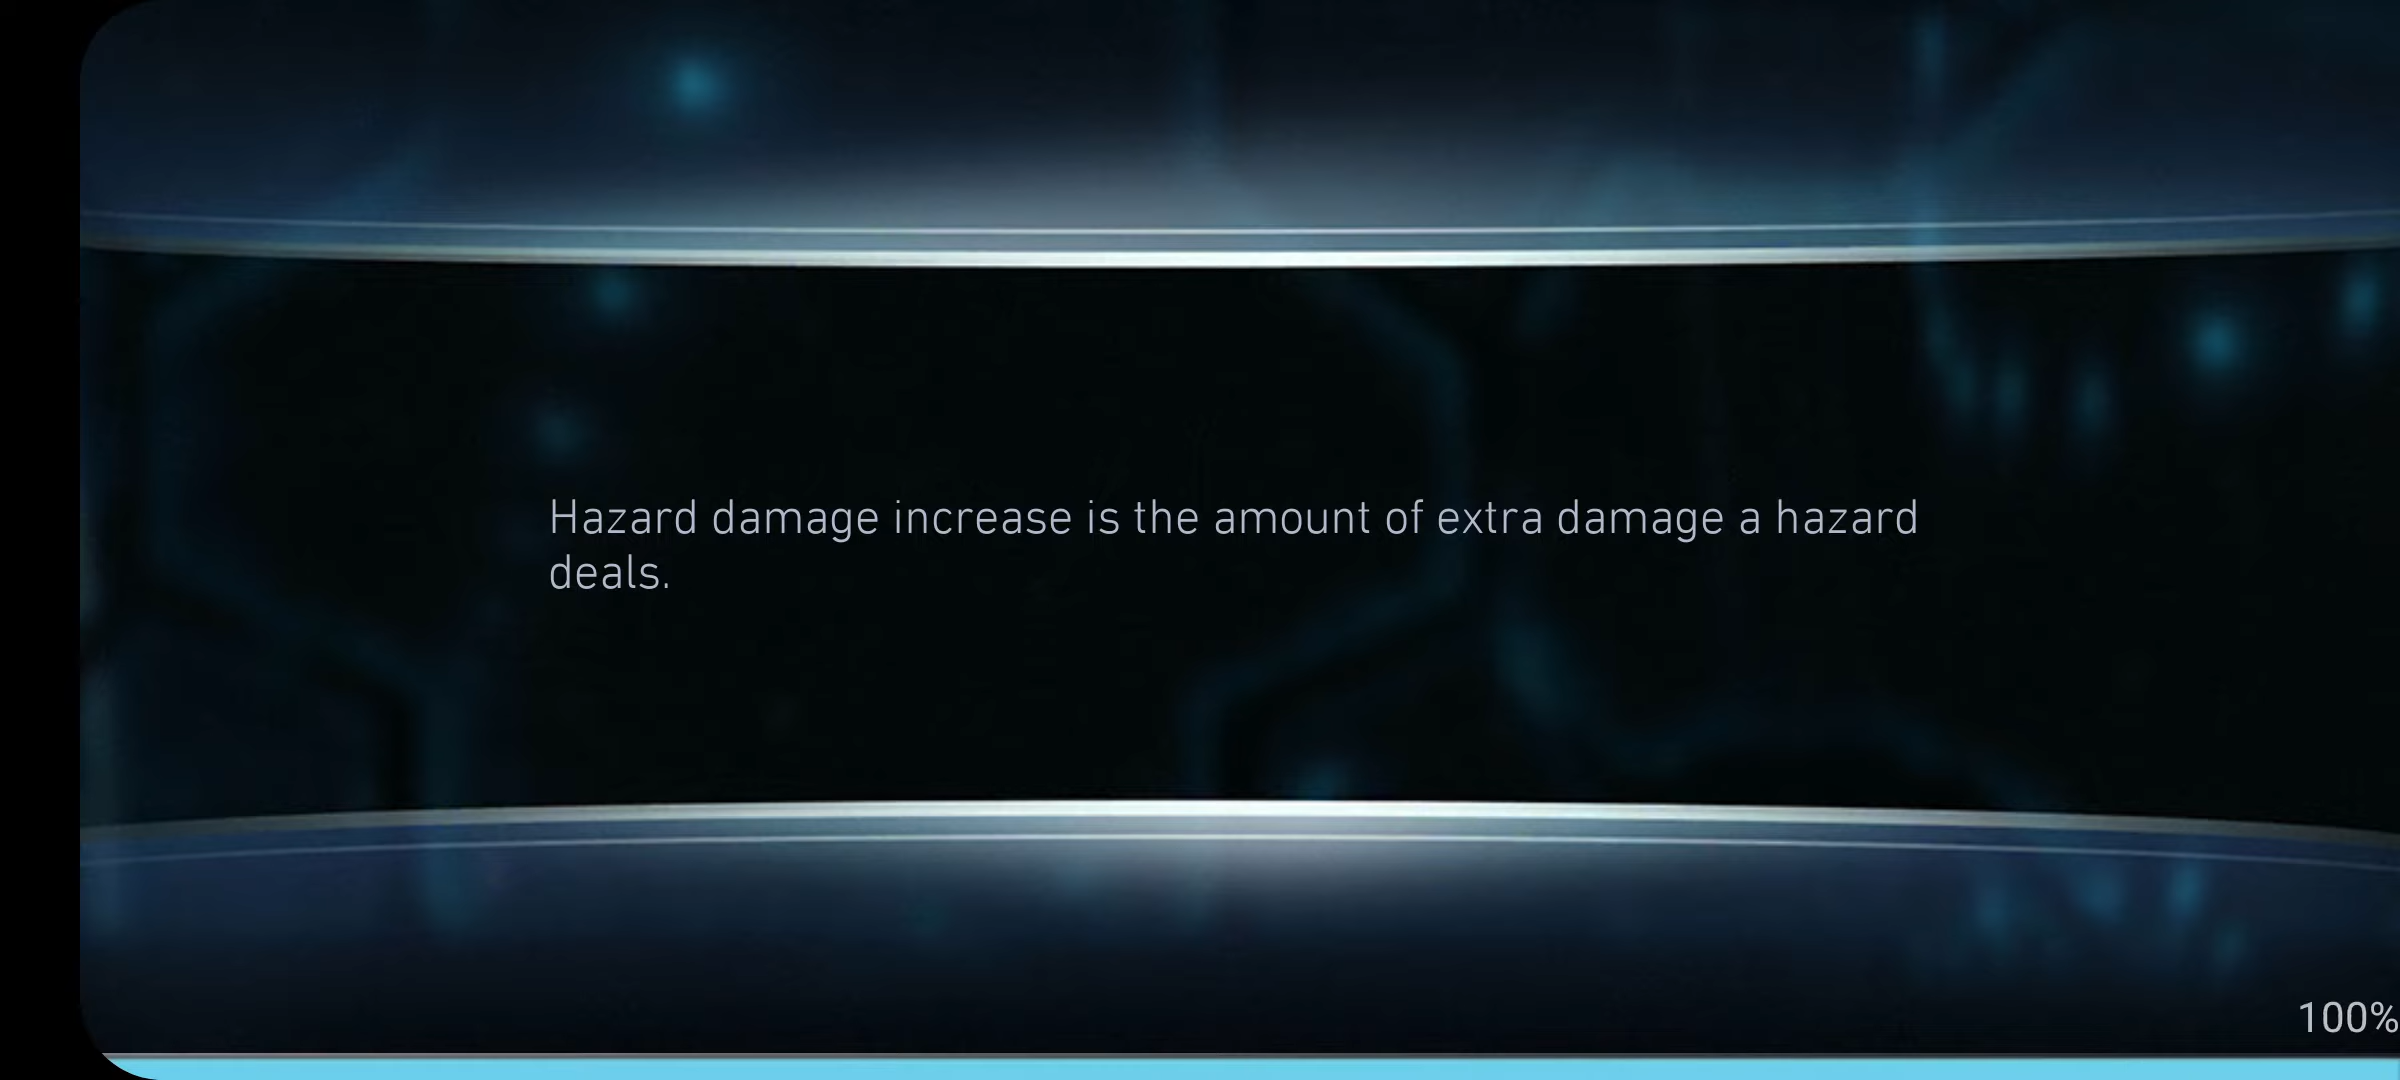 Hazard damage increase is the amount of extra damage a hazard
deals.
100%